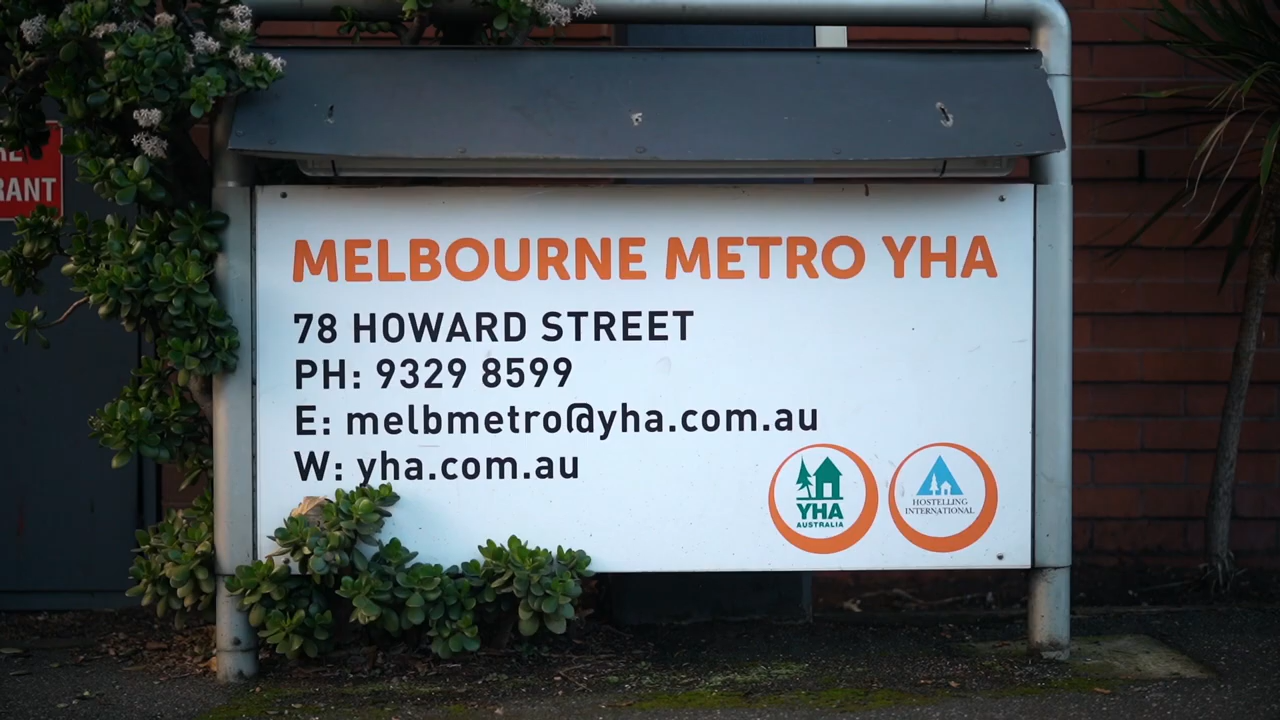 RANT
MELBOURNE METRO YHA
78 HOWARD STREET
PH: 9329 8599
E: melbmetro@yha.com.au
W: yha.com.au
YHA
AUSTRALIA
HOSTELLING
INTERNATIONAL